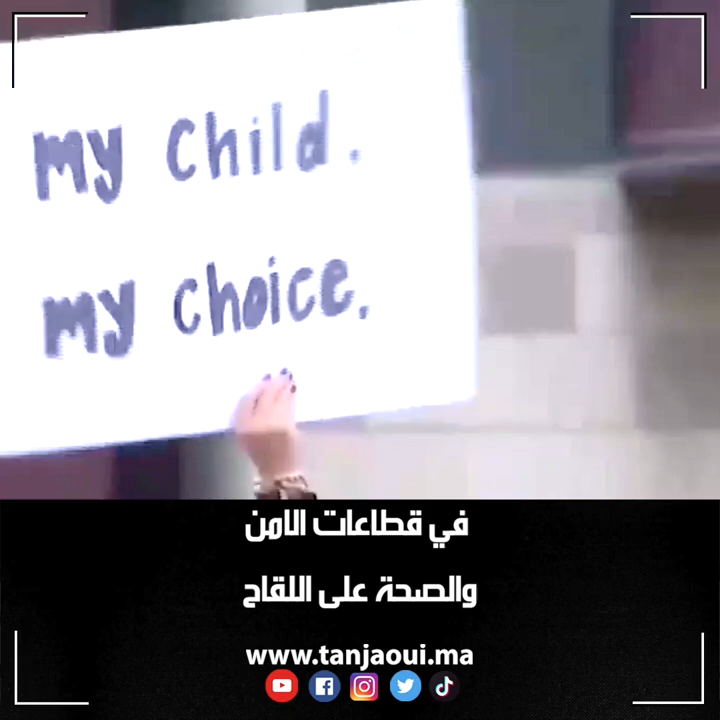 my child.
my choice.
في قطاعات الامن
والصحة على اللقاح
www.tanjaoui.ma